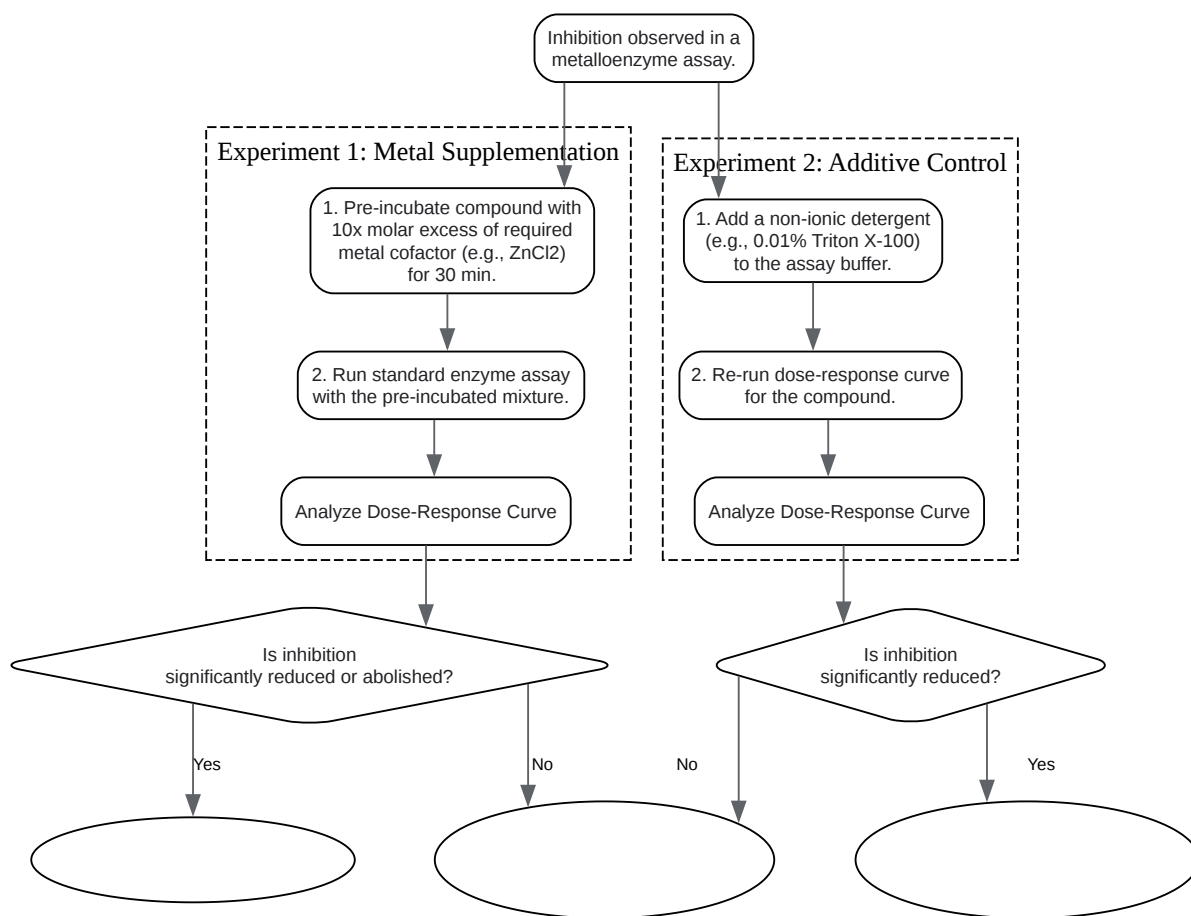 Inhibition observed in a
metalloenzyme assay.
Experiment 1: Metal Supplementation
1. Pre-incubate compound with
10x molar excess of required
metal cofactor (e.g., ZnCl2)
for 30 min.
2. Run standard enzyme assay
with the pre-incubated mixture.
Analyze Dose-Response Curve
Experiment 2: Additive Control
1. Add a non-ionic detergent
(e.g., 0.01% Triton X-100)
to the assay buffer.
2. Re-run dose-response curve
for the compound.
Analyze Dose-Response Curve
Is inhibition
significantly reduced or abolished?
Is inhibition
significantly reduced?
Yes
No
No
Yes